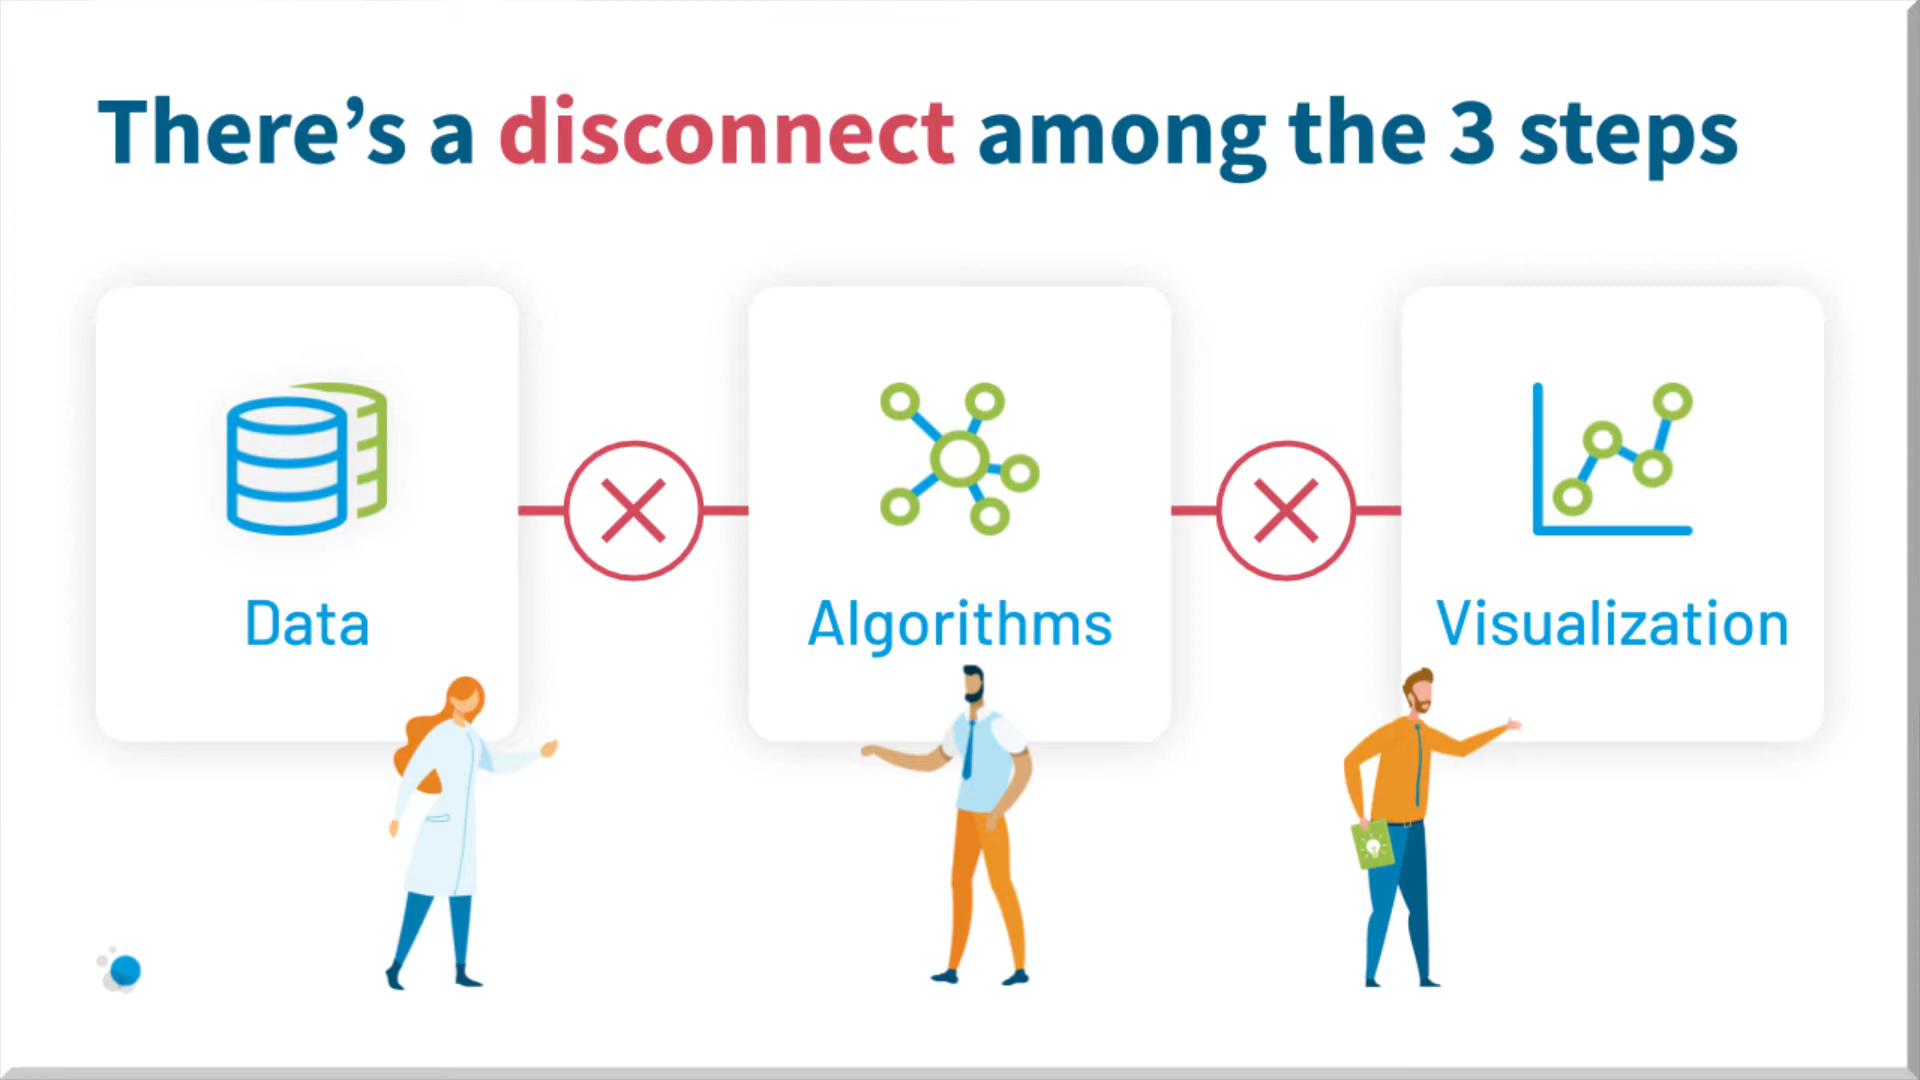 There’s a disconnect among the 3 steps
Data
Algorithms
Visualization